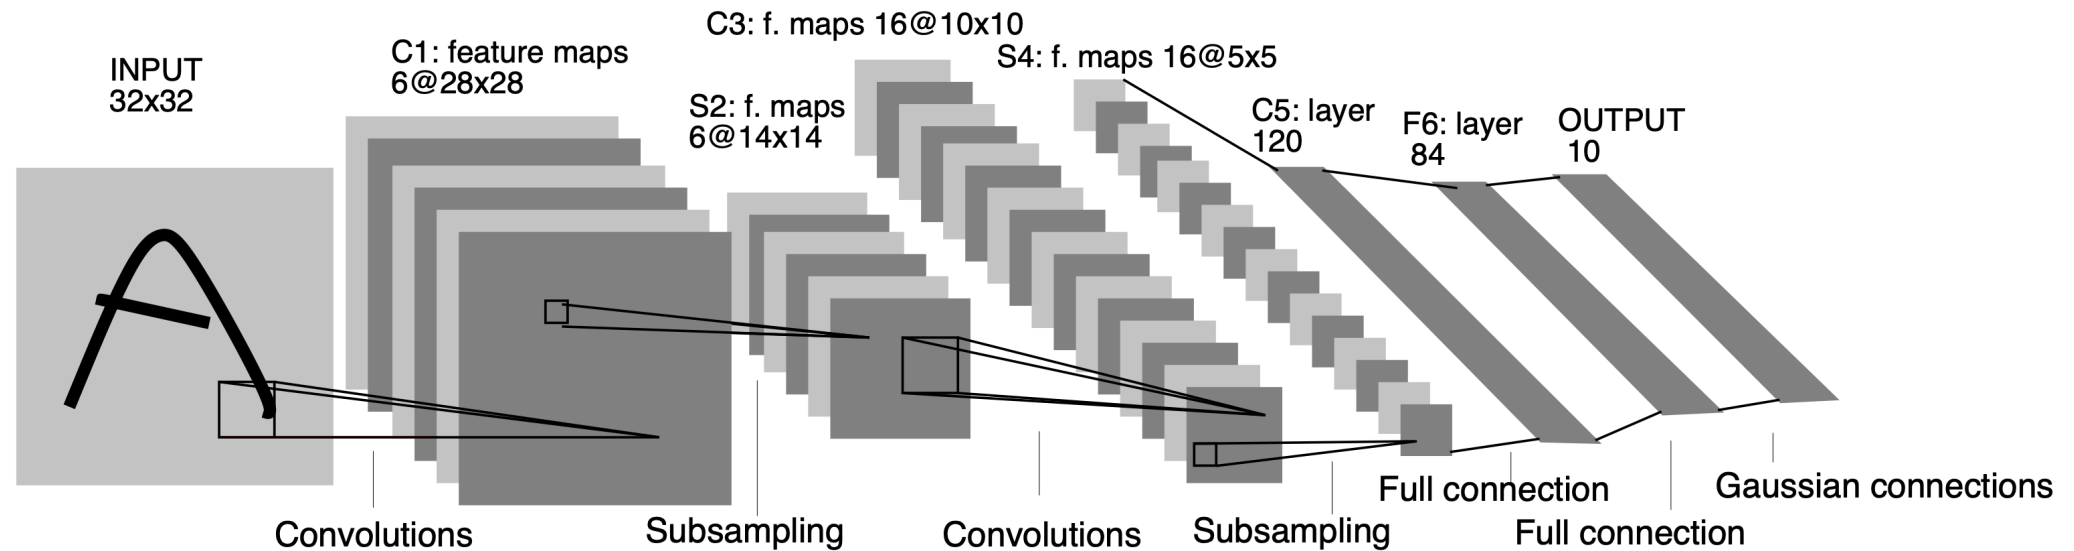 INPUT
32x32
C1: feature maps
6@28x28
S2: f. maps
6@14x14
C3: f. maps 16@10x10
S4: f. maps 16@5x5
C5: layer
120
F6: layer
84
OUTPUT
10
Convolutions
Subsampling
Convolutions
Subsampling
Full connection
Full connection
Gaussian connections